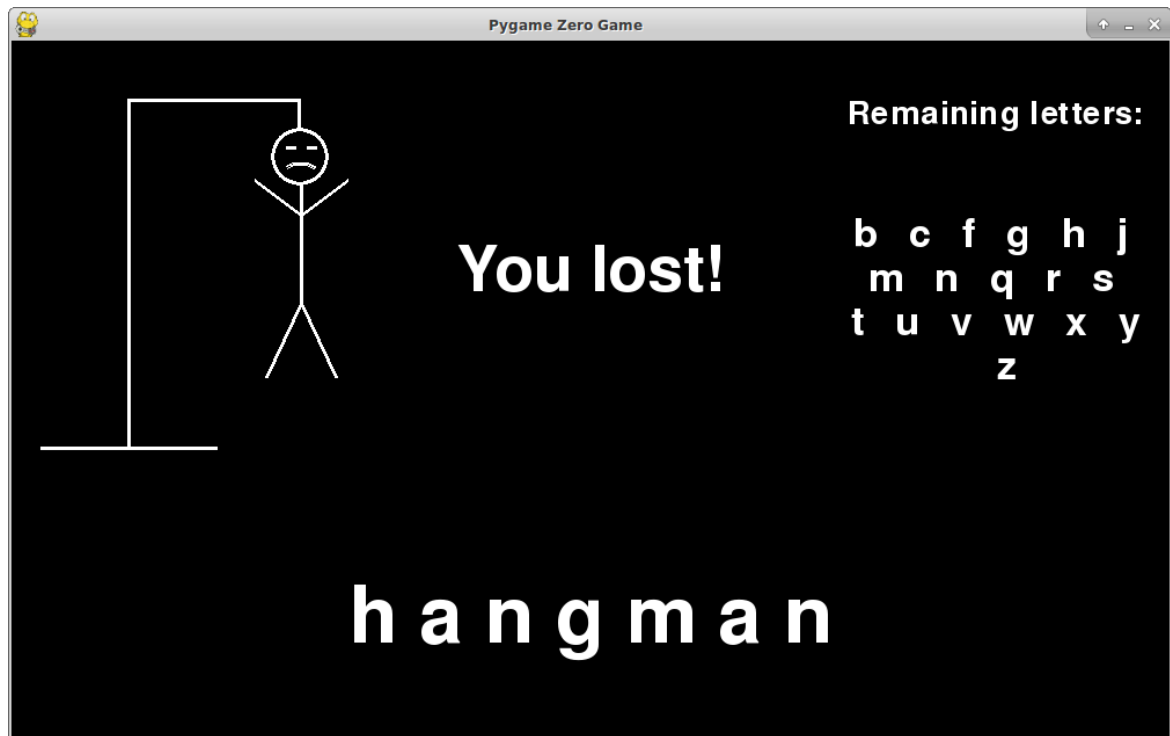 Pygame Zero Game
Remaining letters:
b c f g h j
m n q r s
t u v w x y
z
You lost!
h a n g m a n